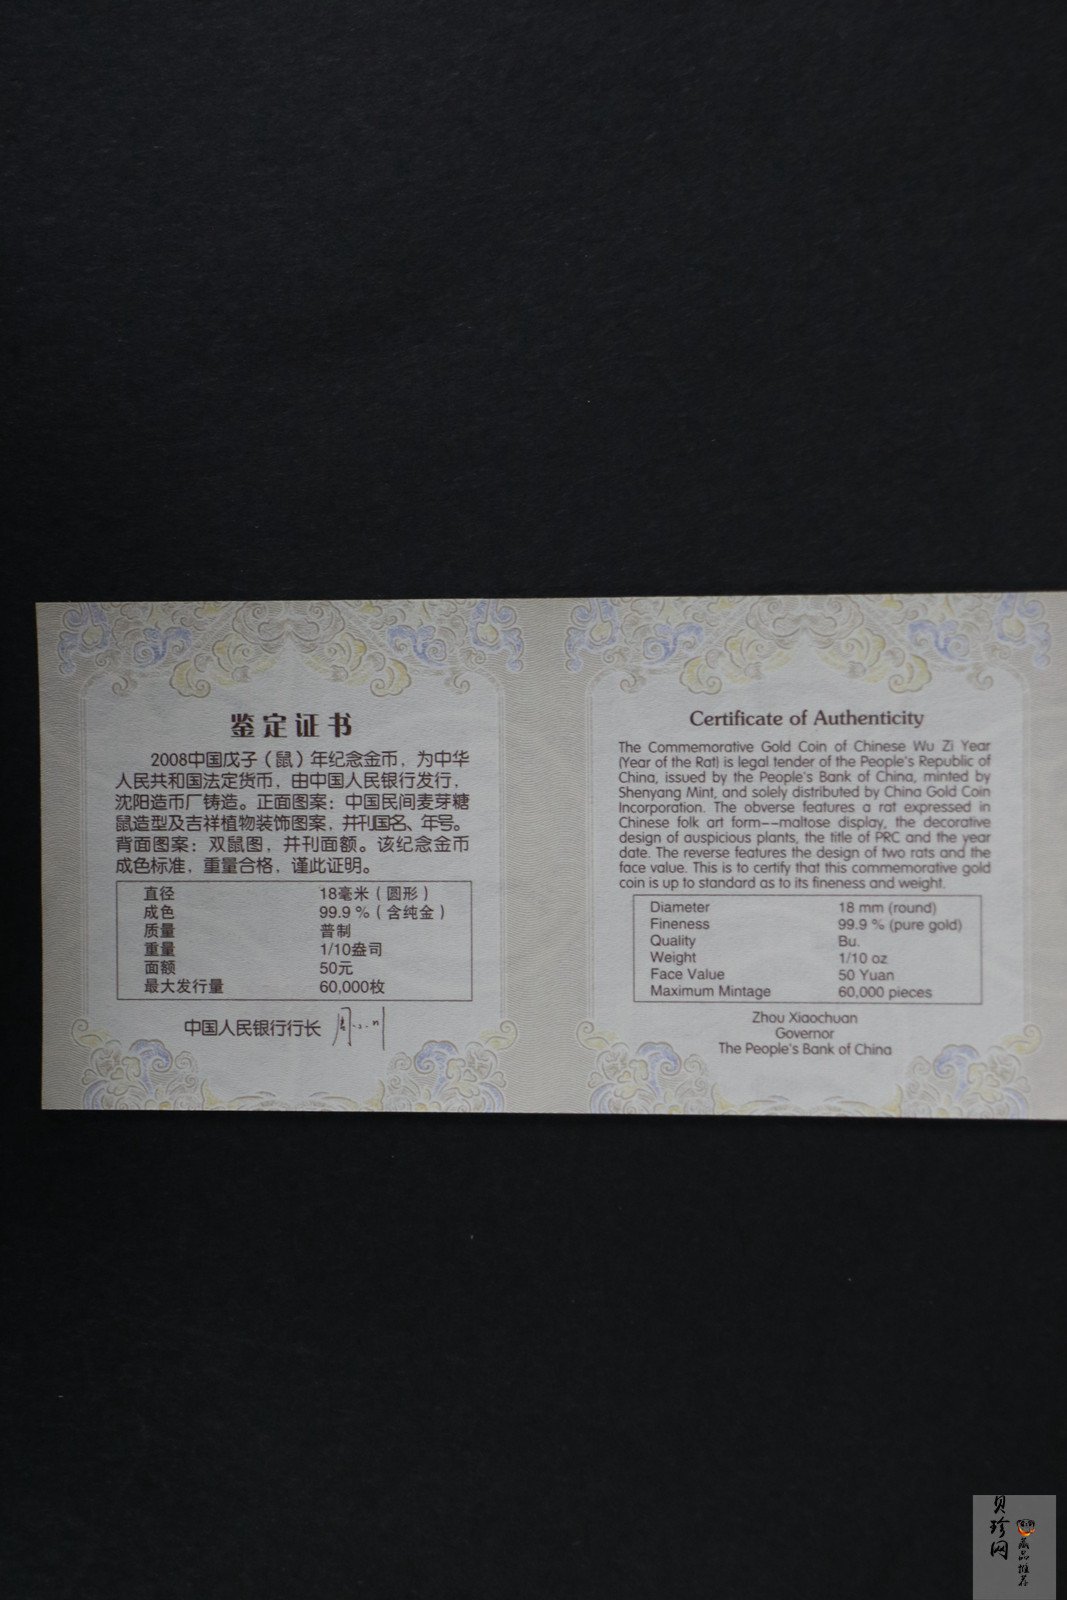 鉴定证书
2008中国戊子（鼠）年纪念金币，为中华
人民共和国法定货币，由中国人民银行发行，
沈阳造币厂铸造。正面图案：中国民间麦芽糖
鼠造型及吉祥植物装饰图案，并刊国名、年号。
背面图案：双鼠图，并刊面额。该纪念金币
成色标准，重量合格，谨此证明。
直径 18毫米（圆形）
成色 99.9 %（含纯金）
质量 普制
重量 1/10盎司
面额 50元
最大发行量 60,000枚
中国人民银行行长
Certificate of Authenticity
The Commemorative Gold Coin of Chinese Wu Zi Year
(Year of the Rat) is legal tender of the People's Republic of
China, issued by the People's Bank of China, minted by
Shenyang Mint, and solely distributed by China Gold Coin
Incorporation. The obverse features a rat expressed in
Chinese folk art form--maltose display, the decorative
design of auspicious plants, the title of PRC and the year
date. The reverse features the design of two rats and the
face value. This is to certify that this commemorative gold
coin is up to standard as to its fineness and weight.
Diameter 18 mm (round)
Fineness 99.9 % (pure gold)
Quality Bu.
Weight 1/10 oz
Face Value 50 Yuan
Maximum Mintage 60,000 pieces
Zhou Xiaochuan
Governor
The People's Bank of China
贝珍网
藏品推荐